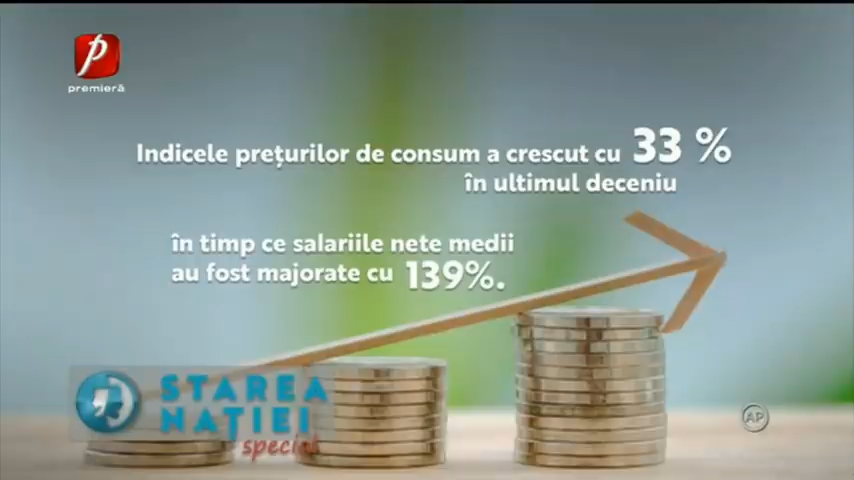 premieră
Indicele prețurilor de consum a crescut cu 33 %
în ultimul deceniu
în timp ce salariile nete medii
au fost majorate cu 139%.
STAREA
NAȚIEI
special
AP